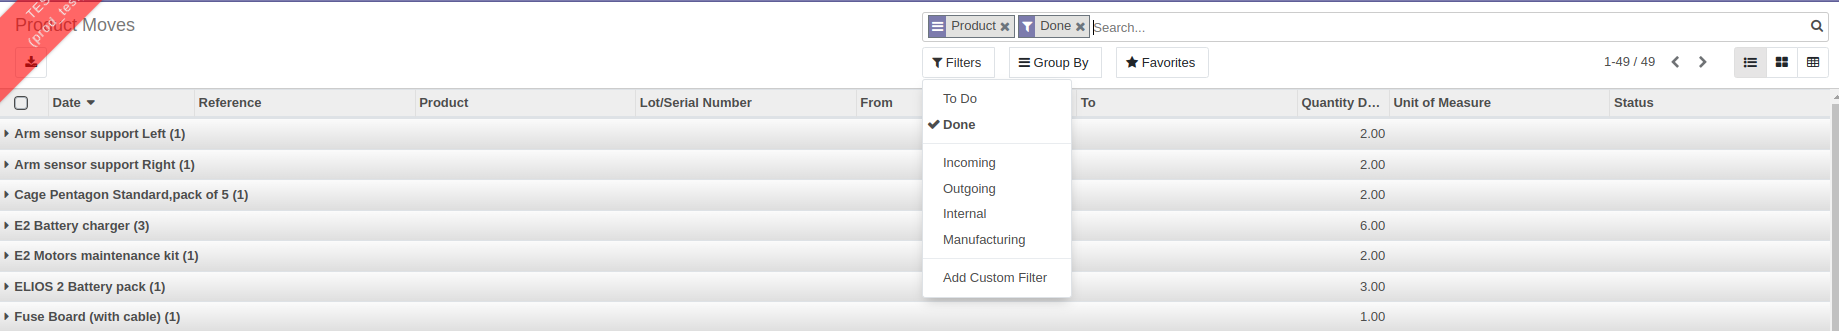 TES
(prod_tes
Product Moves
Product
Done
Search...
Filters
Group By
Favorites
1-49 / 49
To Do
Done
Incoming
Outgoing
Internal
Manufacturing
Add Custom Filter
Date
Reference
Product
Lot/Serial Number
From
To
Quantity D...
Unit of Measure
Status
Arm sensor support Left (1) 2.00
Arm sensor support Right (1) 2.00
Cage Pentagon Standard,pack of 5 (1) 2.00
E2 Battery charger (3) 6.00
E2 Motors maintenance kit (1) 2.00
ELIOS 2 Battery pack (1) 3.00
Fuse Board (with cable) (1) 1.00